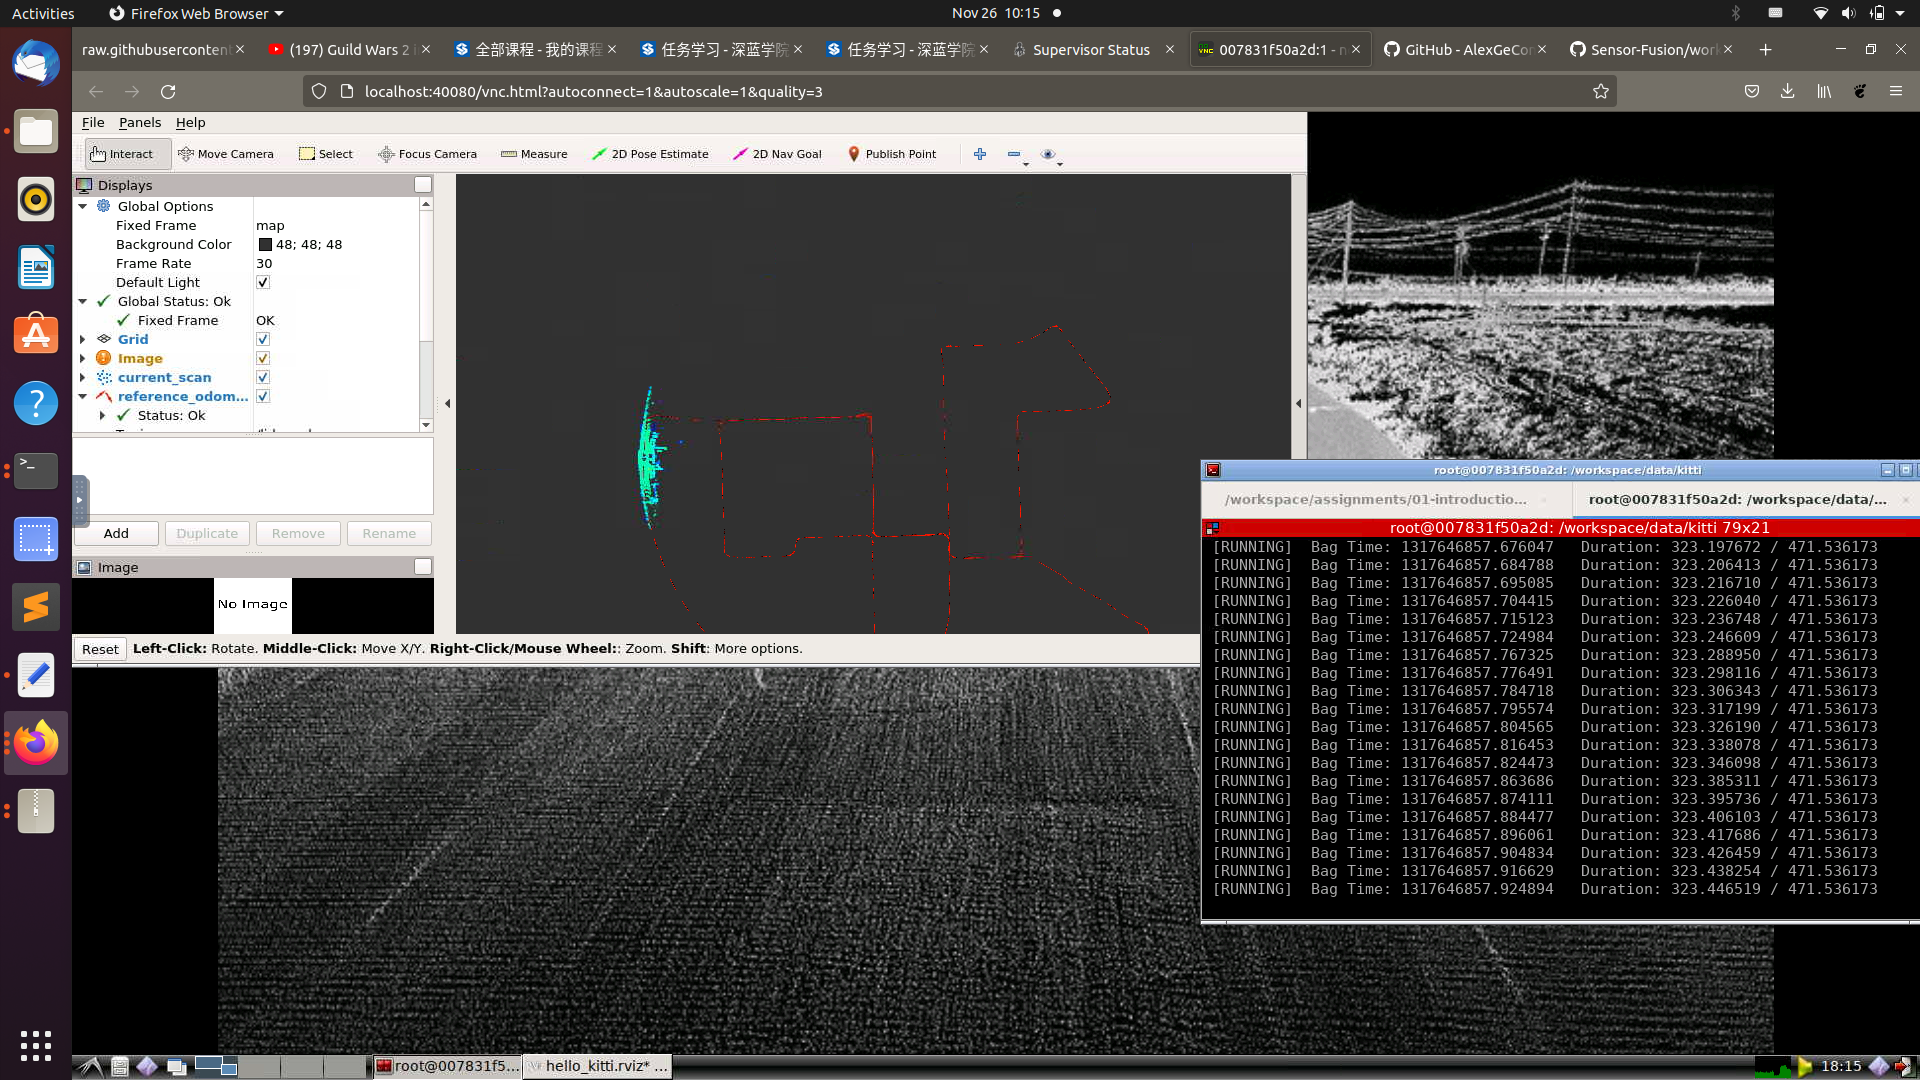 Activities
Firefox Web Browser
Nov 26 10:15
raw.githubusercontent
(197) Guild Wars 2 i
全部课程 - 我的课程
任务学习 - 深蓝学院
任务学习 - 深蓝学院
Supervisor Status
007831f50a2d:1 - n
GitHub - AlexGeCon
Sensor-Fusion/work
localhost:40080/vnc.html?autoconnect=1&autoscale=1&quality=3
File Panels Help
Interact
Move Camera
Select
Focus Camera
Measure
2D Pose Estimate
2D Nav Goal
Publish Point
Displays
Global Options
Fixed Frame map
Background Color 48; 48; 48
Frame Rate 30
Default Light
Global Status: Ok
Fixed Frame OK
Grid
Image
current_scan
reference_odom...
Status: Ok
Add Duplicate Remove Rename
Image
No Image
Reset Left-Click: Rotate. Middle-Click: Move X/Y. Right-Click/Mouse Wheel:: Zoom. Shift: More options.
root@007831f50a2d: /workspace/data/kitti
/workspace/assignments/01-introductio...
root@007831f50a2d: /workspace/data/...
root@007831f50a2d: /workspace/data/kitti 79x21
[RUNNING] Bag Time: 1317646857.676047 Duration: 323.197672 / 471.536173
[RUNNING] Bag Time: 1317646857.684788 Duration: 323.206413 / 471.536173
[RUNNING] Bag Time: 1317646857.695085 Duration: 323.216710 / 471.536173
[RUNNING] Bag Time: 1317646857.704415 Duration: 323.226040 / 471.536173
[RUNNING] Bag Time: 1317646857.715123 Duration: 323.236748 / 471.536173
[RUNNING] Bag Time: 1317646857.724984 Duration: 323.246609 / 471.536173
[RUNNING] Bag Time: 1317646857.767325 Duration: 323.288950 / 471.536173
[RUNNING] Bag Time: 1317646857.776491 Duration: 323.298116 / 471.536173
[RUNNING] Bag Time: 1317646857.784718 Duration: 323.306343 / 471.536173
[RUNNING] Bag Time: 1317646857.795574 Duration: 323.317199 / 471.536173
[RUNNING] Bag Time: 1317646857.804565 Duration: 323.326190 / 471.536173
[RUNNING] Bag Time: 1317646857.816453 Duration: 323.338078 / 471.536173
[RUNNING] Bag Time: 1317646857.824473 Duration: 323.346098 / 471.536173
[RUNNING] Bag Time: 1317646857.863686 Duration: 323.385311 / 471.536173
[RUNNING] Bag Time: 1317646857.874111 Duration: 323.395736 / 471.536173
[RUNNING] Bag Time: 1317646857.884477 Duration: 323.406103 / 471.536173
[RUNNING] Bag Time: 1317646857.896061 Duration: 323.417686 / 471.536173
[RUNNING] Bag Time: 1317646857.904834 Duration: 323.426459 / 471.536173
[RUNNING] Bag Time: 1317646857.916629 Duration: 323.438254 / 471.536173
[RUNNING] Bag Time: 1317646857.924894 Duration: 323.446519 / 471.536173
root@007831f5...
hello_kitti.rviz* ...
18:15